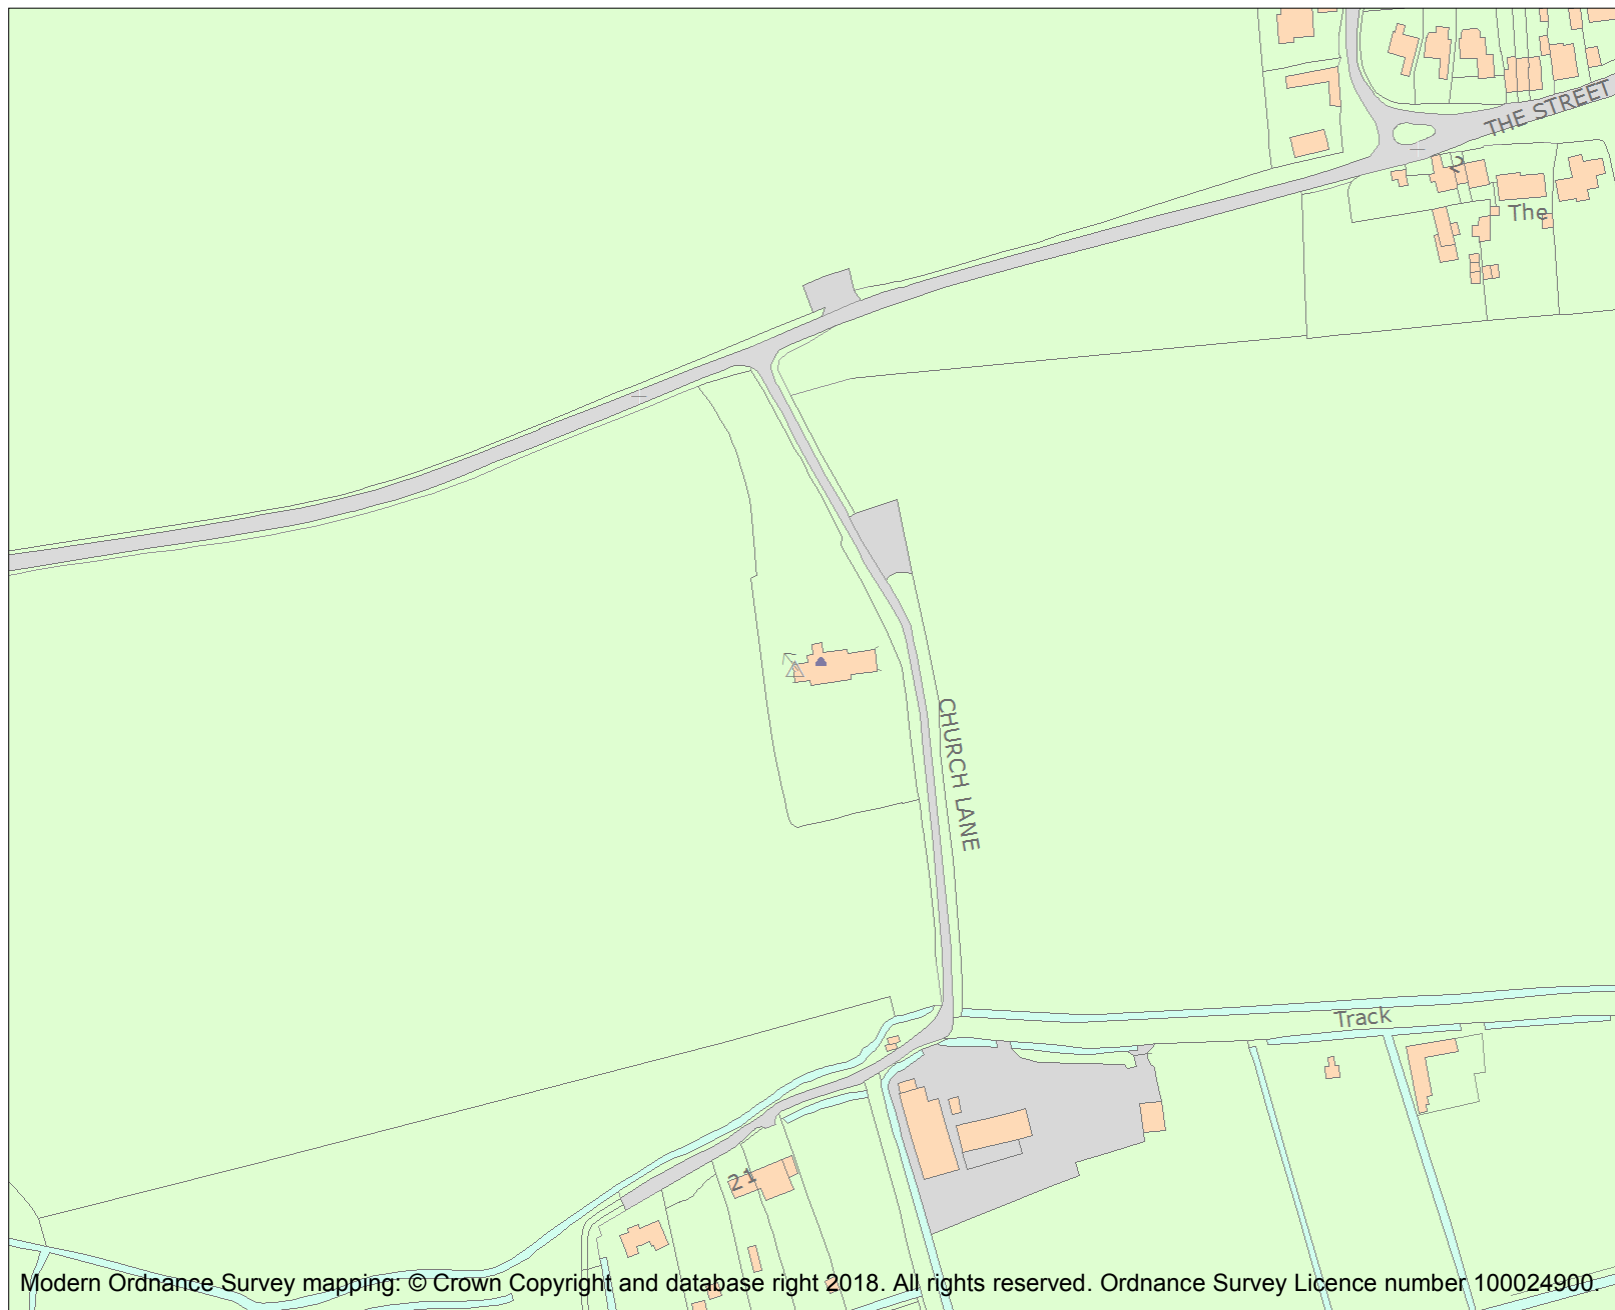 THE STREET
2
The
CHURCH LANE
Track
21
Modern Ordnance Survey mapping: © Crown Copyright and database right 2018. All rights reserved. Ordnance Survey Licence number 100024900.